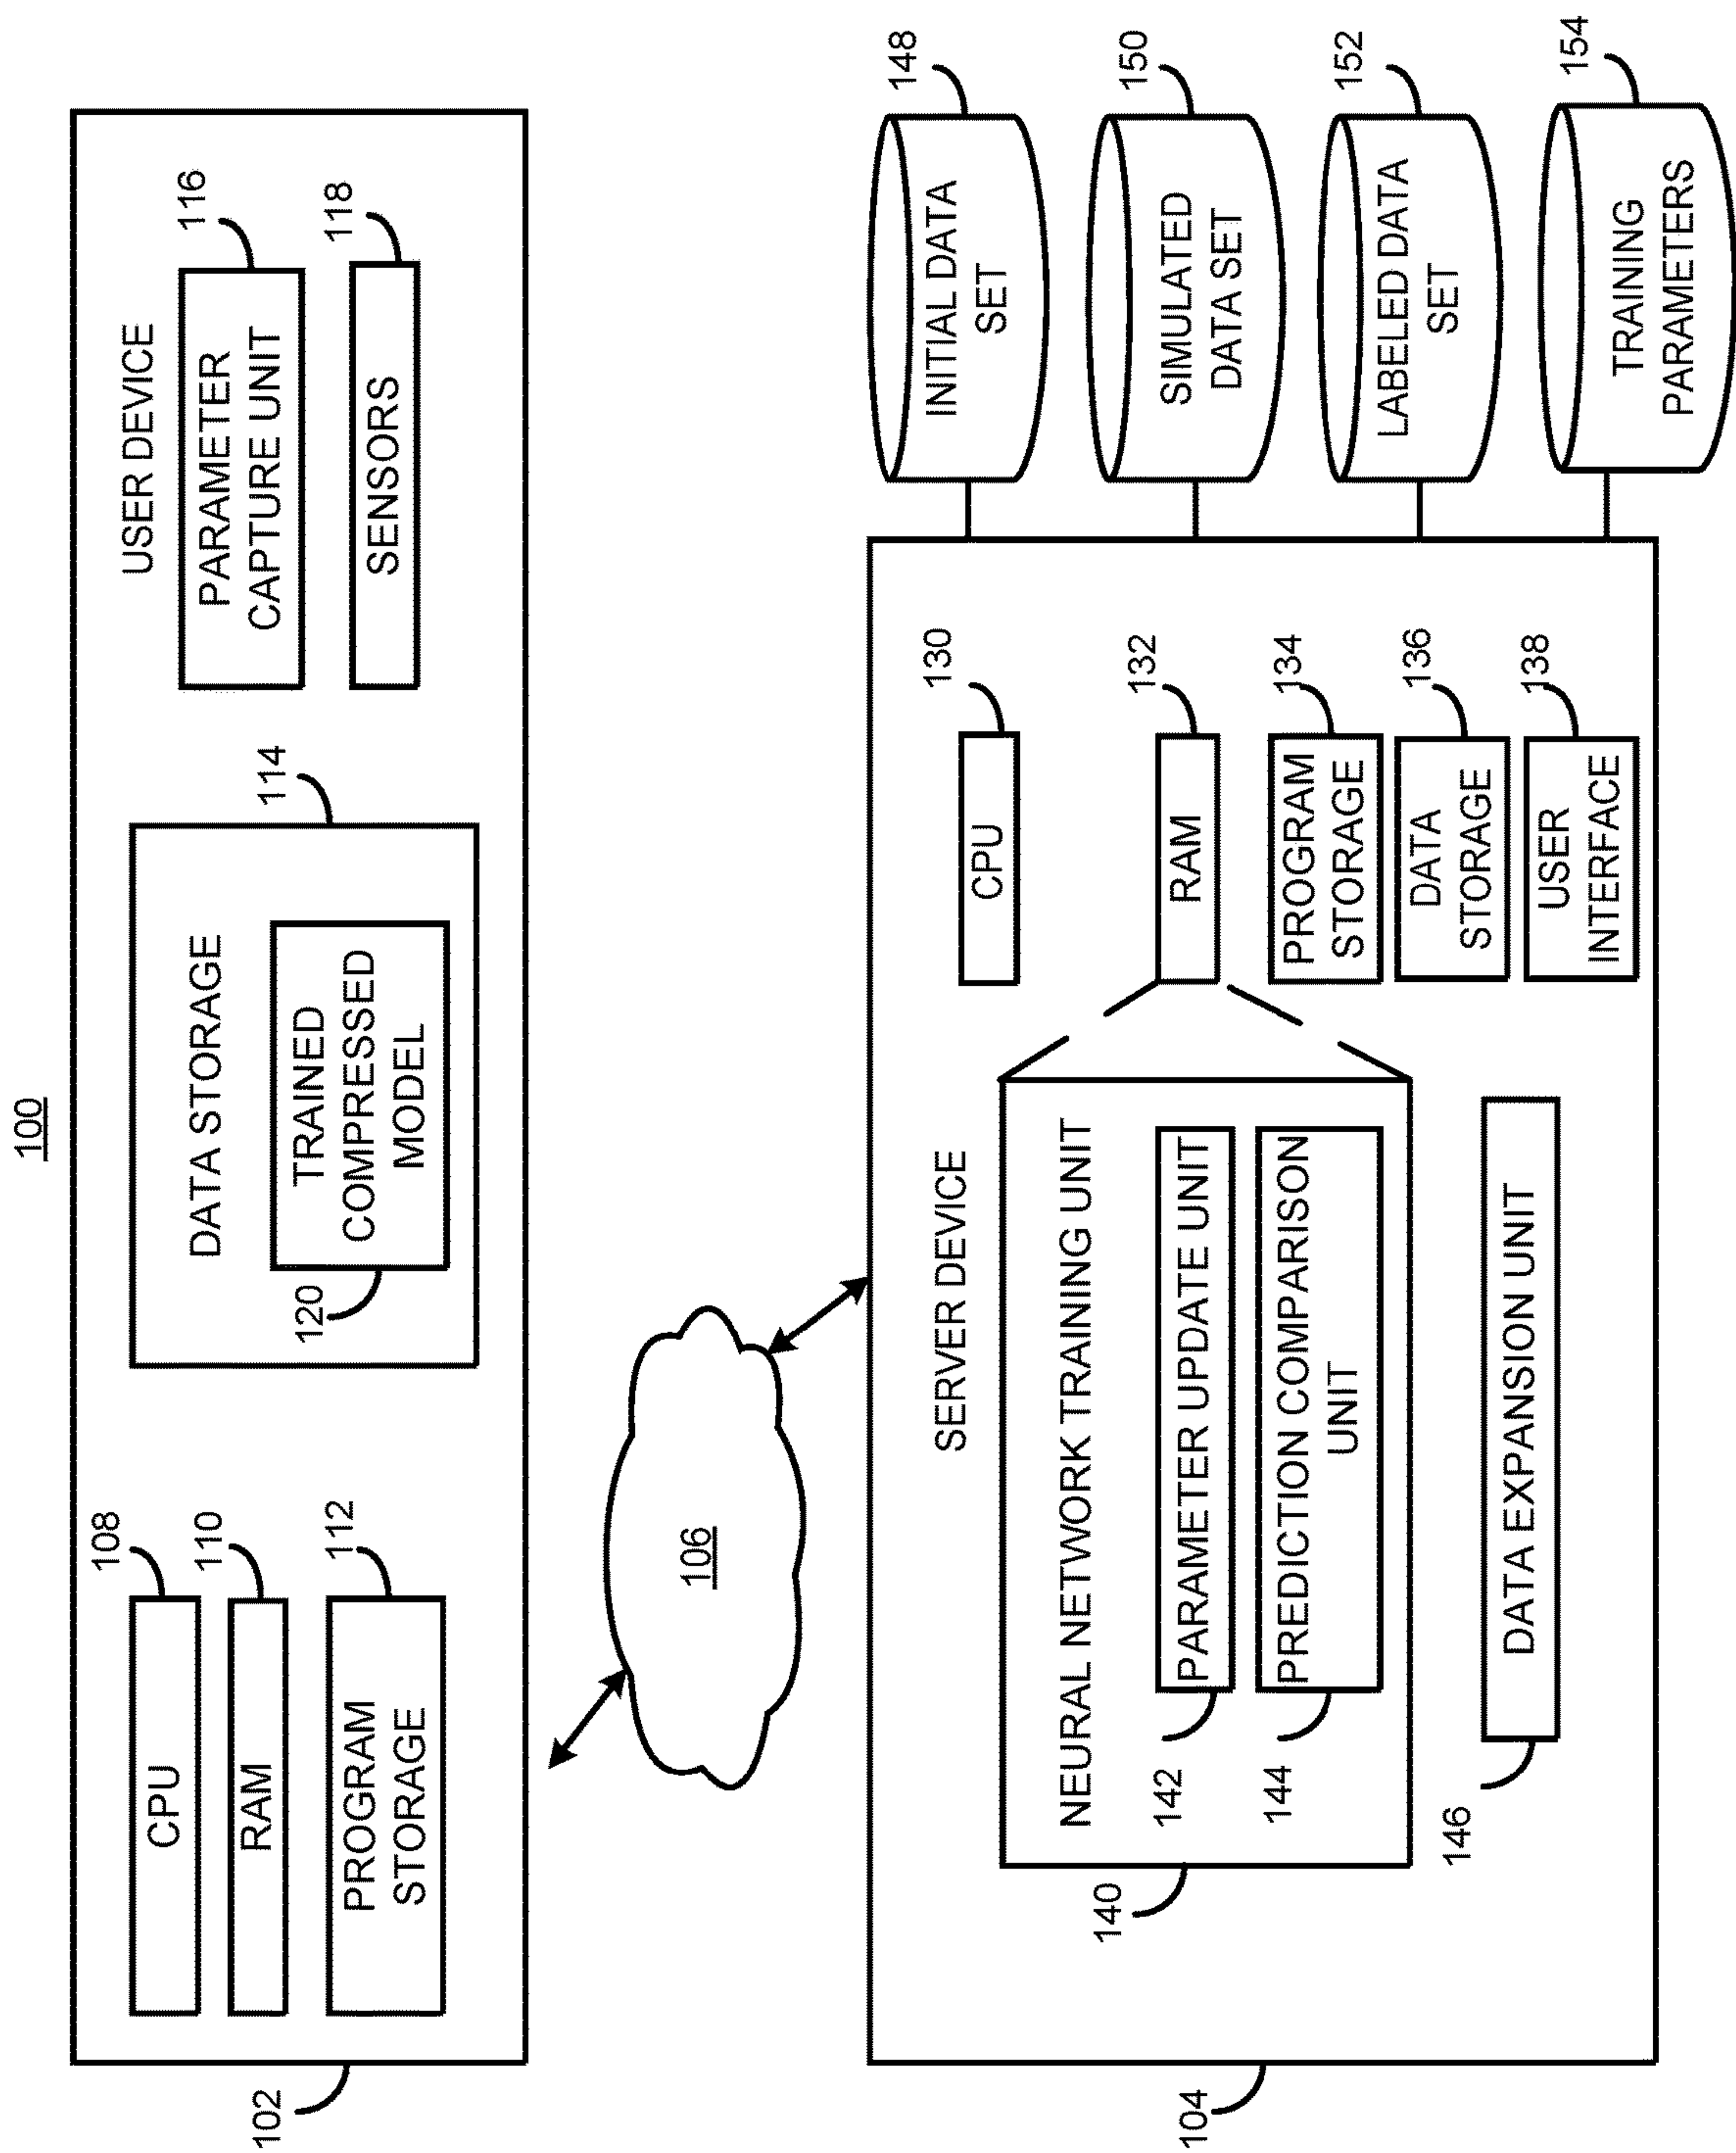 100
USER DEVICE
102
CPU
108
RAM
110
PROGRAM
STORAGE
112
DATA STORAGE
114
TRAINED
COMPRESSED
MODEL
120
PARAMETER
CAPTURE UNIT
116
SENSORS
118
106
SERVER DEVICE
104
NEURAL NETWORK TRAINING UNIT
140
PARAMETER UPDATE UNIT
142
PREDICTION COMPARISON
UNIT
144
DATA EXPANSION UNIT
146
CPU
130
RAM
132
PROGRAM
STORAGE
134
DATA
STORAGE
136
USER
INTERFACE
138
INITIAL DATA
SET
148
SIMULATED
DATA SET
150
LABELED DATA
SET
152
TRAINING
PARAMETERS
154